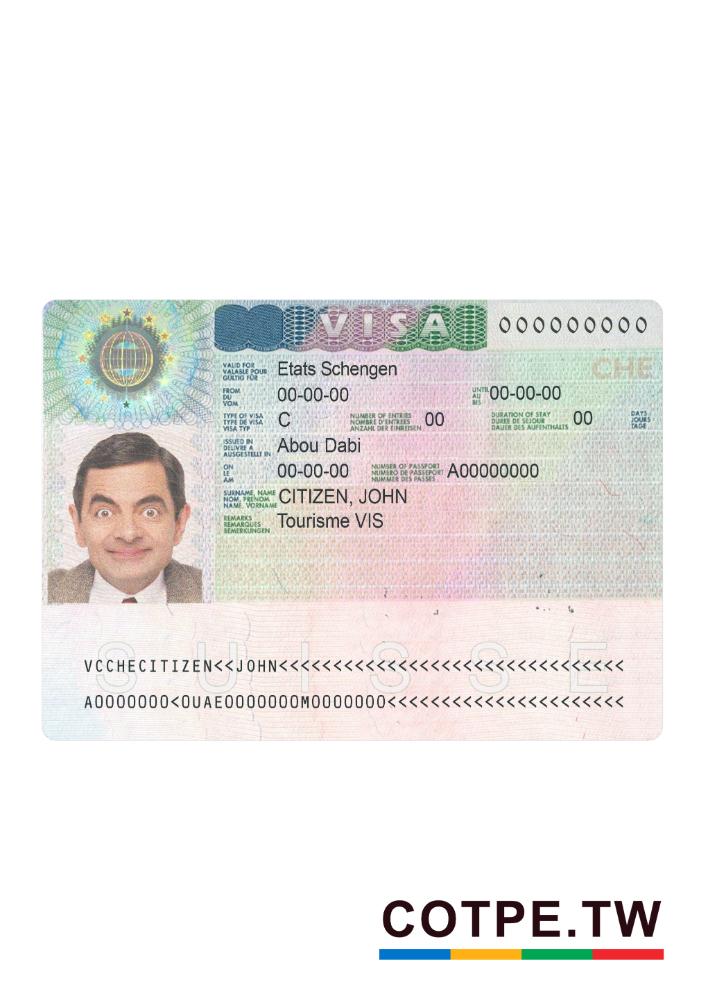 VISA 000000000
CHE
VALID FOR
VALABLE POUR
GÜLTIG FÜR
Etats Schengen
FROM
DU
VOM
00-00-00
UNTIL
AU
BIS
00-00-00
TYPE OF VISA
TYPE DE VISA
VISA TYP
C
NUMBER OF ENTRIES
NOMBRE D'ENTREES
ANZAHL DER EINREISEN
00
DURATION OF STAY
DUREE DE SEJOUR
DAUER DES AUFENTHALTS
00
DAYS
JOURS
TAGE
ISSUED IN
DELIVRE A
AUSGESTELLT IN
Abou Dabi
ON
LE
AM
00-00-00
NUMBER OF PASSPORT
NUMERO DE PASSEPORT
NUMMER DES PASSES
A00000000
SURNAME, NAME
NOM, PRENOM
NAME, VORNAME
CITIZEN, JOHN
REMARKS
REMARQUES
BEMERKUNGEN
Tourisme VIS
SUISSE
VCCHECITIZEN<<JOHN<<<<<<<<<<<<<<<<<<<<<<<<<<<<<<<<
A0000000<0UAE0000000M0000000<<<<<<<<<<<<<<<<<<<<<<
COTPE.TW